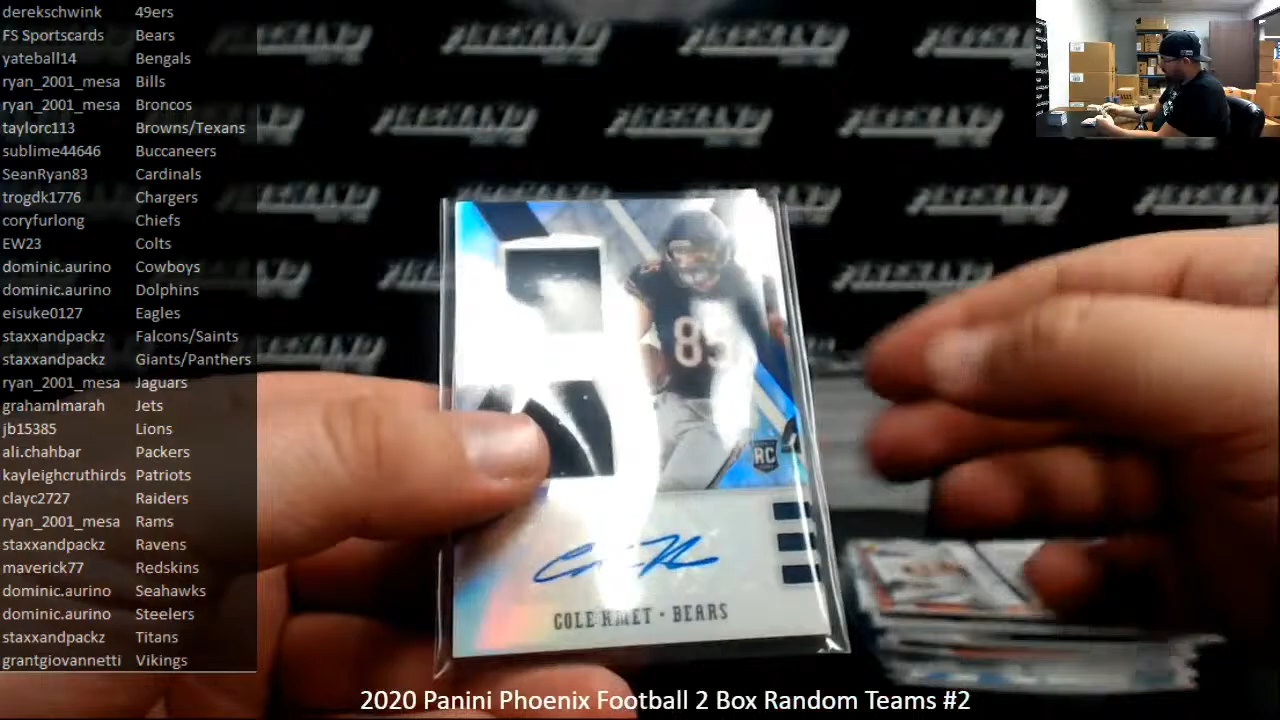 derekschwink 49ers
FS Sportscards Bears
yateball14 Bengals
ryan_2001_mesa Bills
ryan_2001_mesa Broncos
taylorc113 Browns/Texans
sublime44646 Buccaneers
SeanRyan83 Cardinals
trogdk1776 Chargers
coryfurlong Chiefs
EW23 Colts
dominic.aurino Cowboys
dominic.aurino Dolphins
eisuke0127 Eagles
staxxandpackz Falcons/Saints
staxxandpackz Giants/Panthers
ryan_2001_mesa Jaguars
grahamlmarah Jets
jb15385 Lions
ali.chahbar Packers
kayleighcruthirds Patriots
clayc2727 Raiders
ryan_2001_mesa Rams
staxxandpackz Ravens
maverick77 Redskins
dominic.aurino Seahawks
dominic.aurino Steelers
staxxandpackz Titans
grantgiovannetti Vikings
85
RC
COLE KMET • BEARS
2020 Panini Phoenix Football 2 Box Random Teams #2